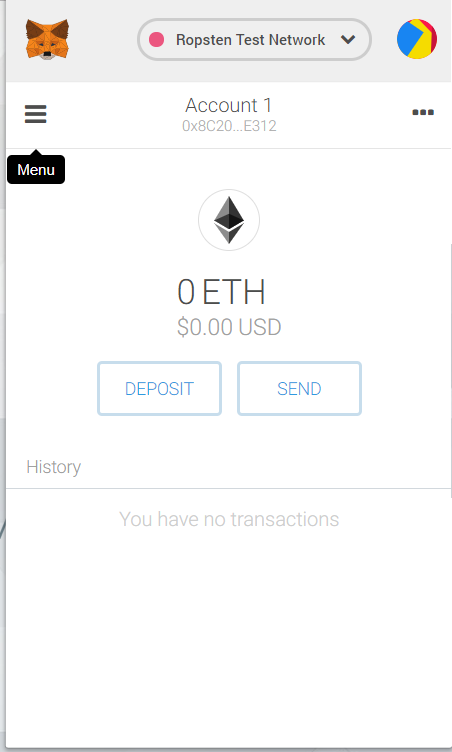 Ropsten Test Network
Account 1
0x8C20...E312
Menu
0 ETH
$0.00 USD
DEPOSIT
SEND
History
You have no transactions